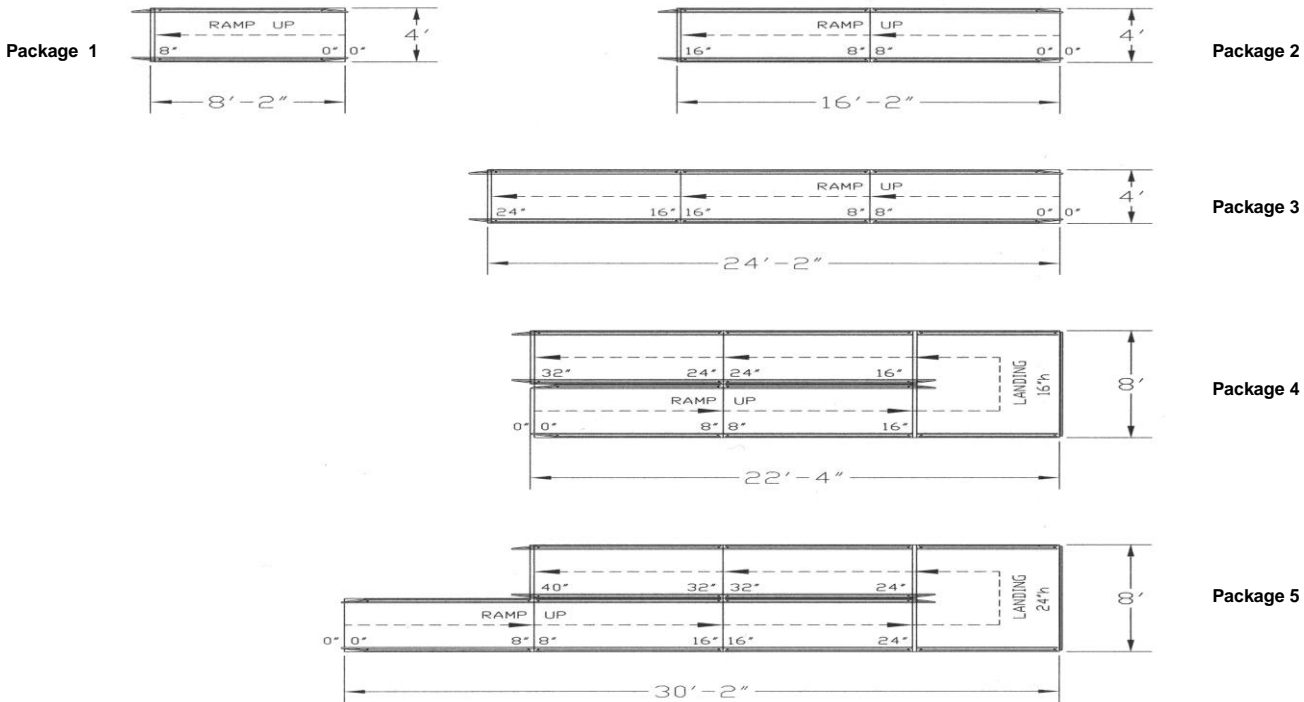 Package 1
RAMP UP
8" 0" 0"
4'
8'-2"
RAMP UP
16" 8" 8" 0" 0"
4'
16'-2"
Package 2
RAMP UP
24" 16" 16" 8" 8" 0" 0"
4'
24'-2"
Package 3
32" 24" 24" 16"
RAMP UP
0" 0" 8" 8" 16"
LANDING
16"h
8'
22'-4"
Package 4
40" 32" 32" 24"
RAMP UP
0" 0" 8" 8" 16" 16" 24"
LANDING
24"h
8'
30'-2"
Package 5